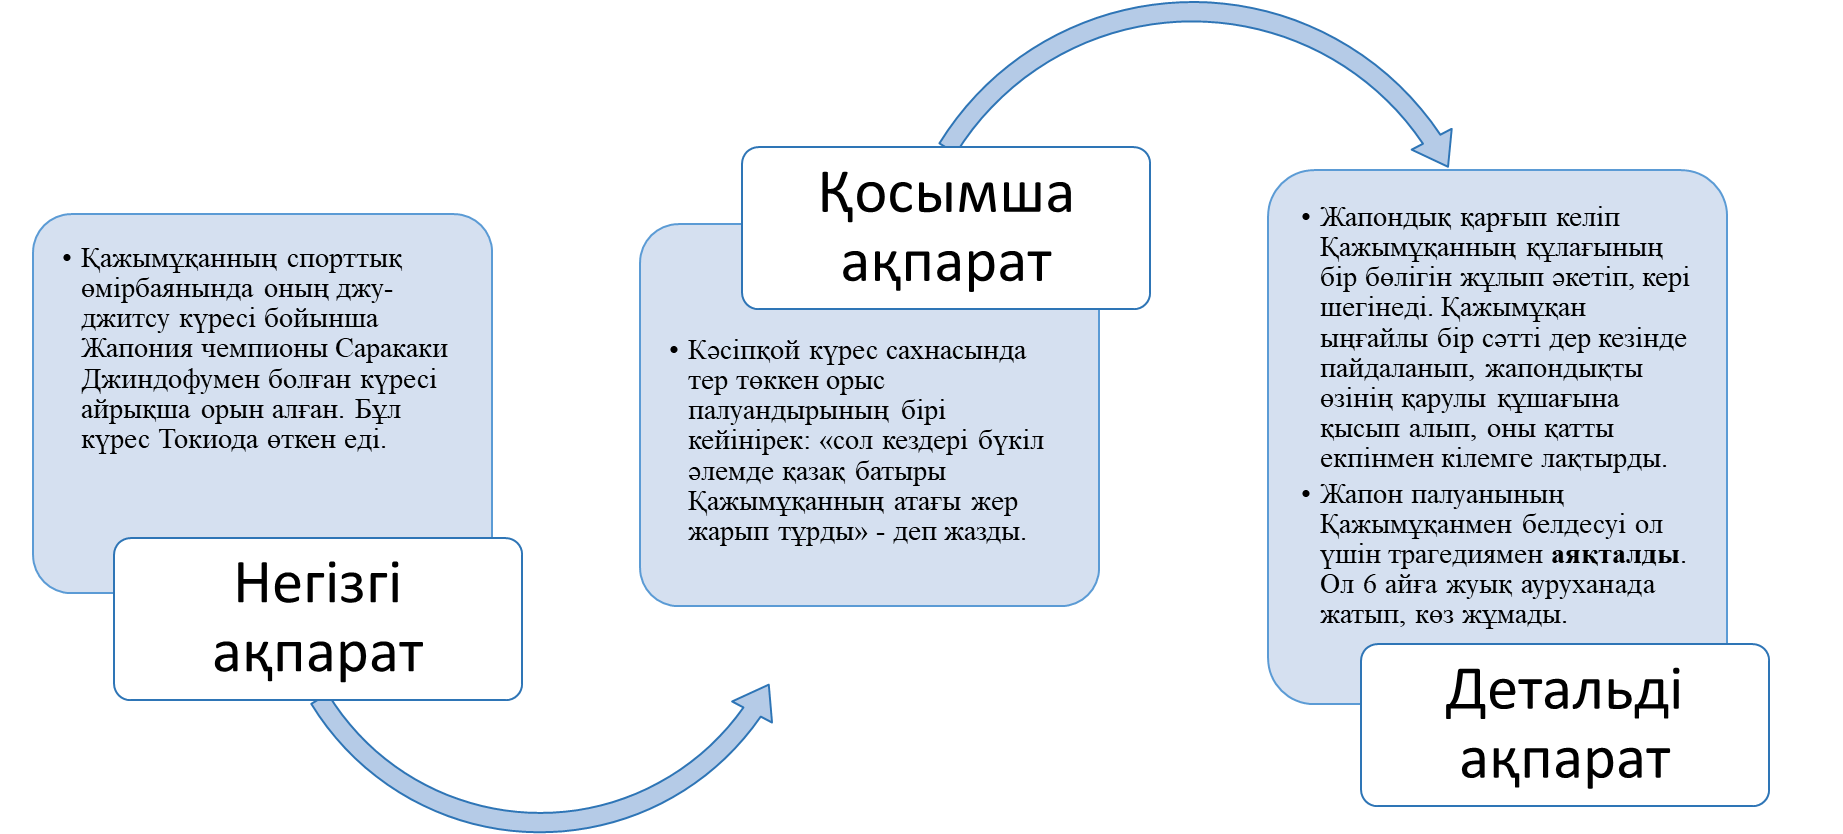 • Қажымұқанның спорттық
өмірбаянында оның джу-
джитсу күресі бойынша
Жапония чемпионы Саракаки
Джиндофумен болған күресі
айрықша орын алған. Бұл
күрес Токиода өткен еді.
Негізгі
ақпарат
Қосымша
ақпарат
• Кәсіпқой күрес сахнасында
тер төккен орыс
палуандырының бірі
кейінірек: «сол кездері бүкіл
әлемде қазақ батыры
Қажымұқанның атағы жер
жарып тұрды» - деп жазды.
• Жапондық қарғып келіп
Қажымұқанның құлағының
бір бөлігін жұлып әкетіп, кері
шегінеді. Қажымұқан
ыңғайлы бір сәтті дер кезінде
пайдаланып, жапондықты
өзінің қарулы құшағына
қысып алып, оны қатты
екпінмен кілемге лақтырды.
• Жапон палуанының
Қажымұқанмен белдесуі ол
үшін трагедиямен аяқталды.
Ол 6 айға жуық ауруханада
жатып, көз жұмады.
Детальді
ақпарат